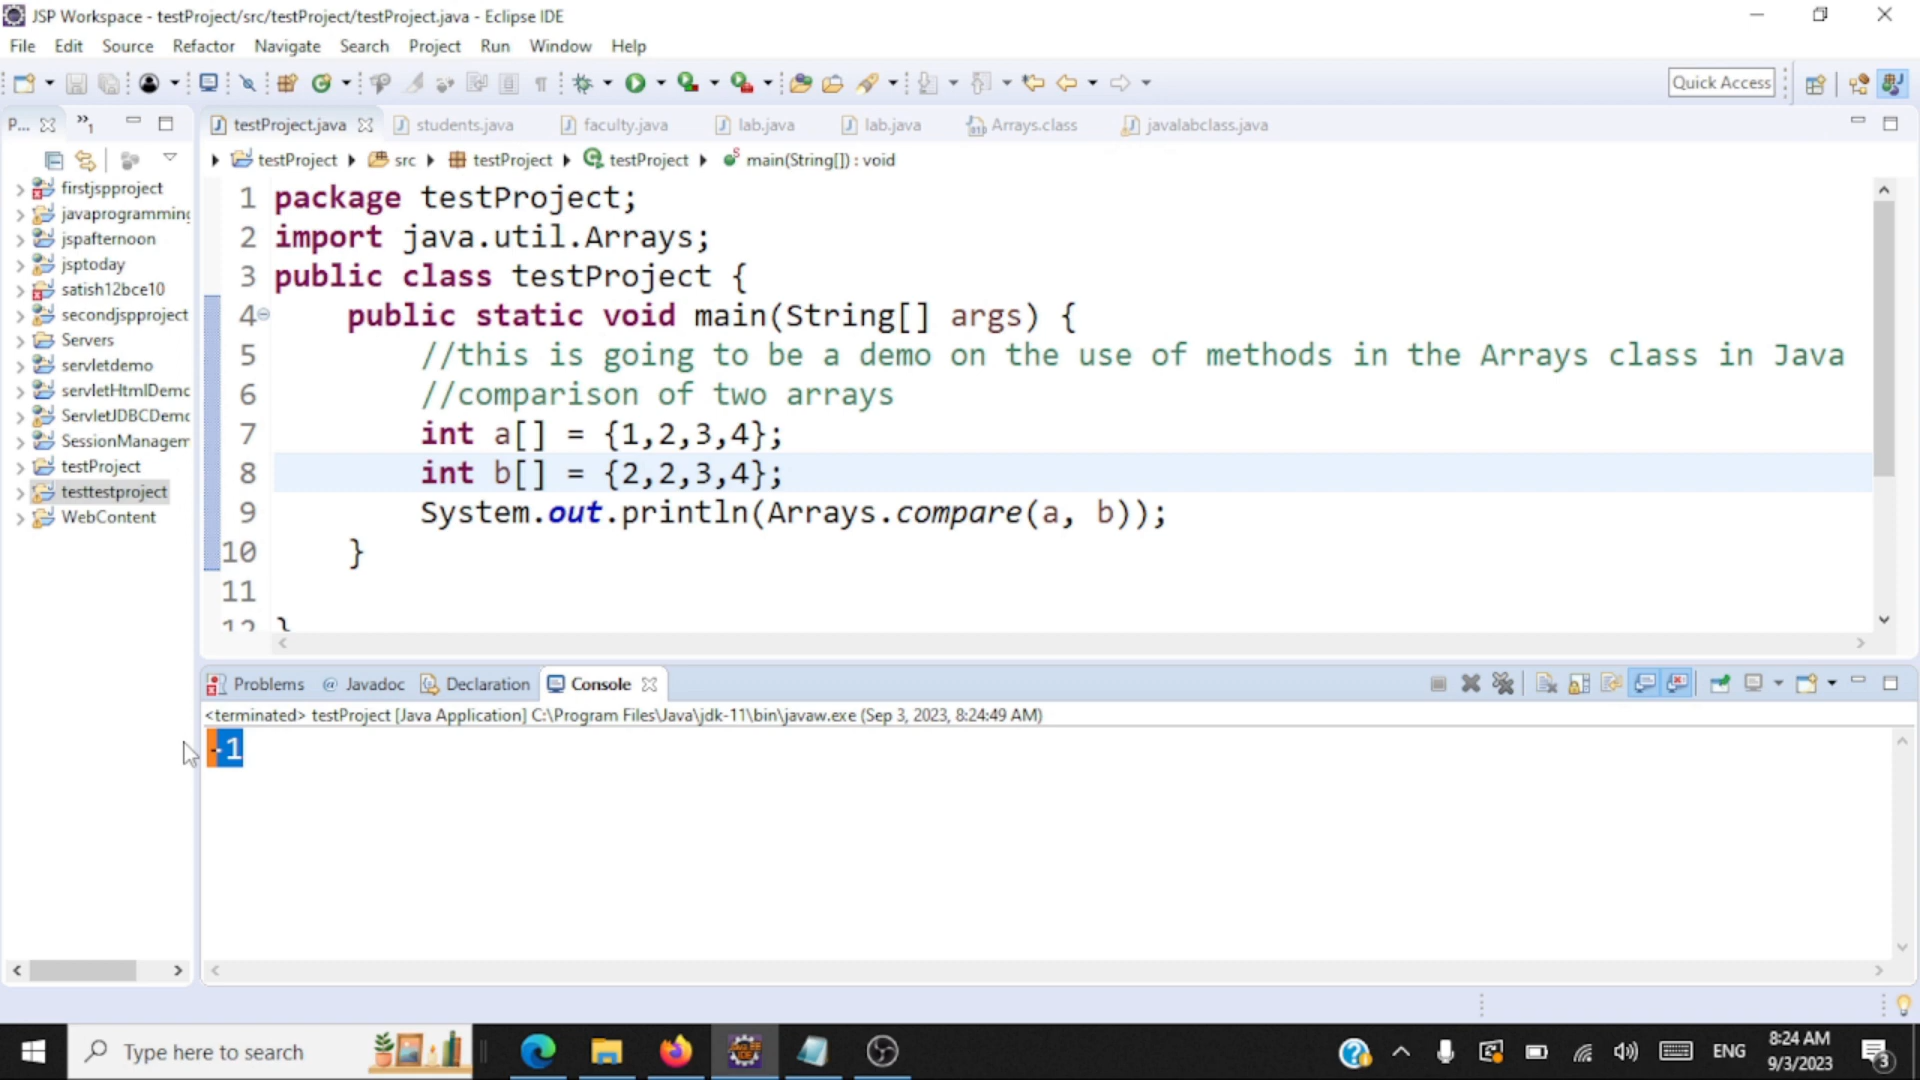 JSP Workspace - testProject/src/testProject/testProject.java - Eclipse IDE
File Edit Source Refactor Navigate Search Project Run Window Help
Quick Access
P...
testProject.java students.java faculty.java lab.java lab.java Arrays.class javalabclass.java
testProject src testProject testProject main(String[]) : void
firstjspproject
javaprogramming
jspafternoon
jsptoday
satish12bce10
secondjspproject
Servers
servletdemo
servletHtmlDemo
ServletJDBCDemo
SessionManagem
testProject
testtestproject
WebContent
1 package testProject;
2 import java.util.Arrays;
3 public class testProject {
4 public static void main(String[] args) {
5 //this is going to be a demo on the use of methods in the Arrays class in Java
6 //comparison of two arrays
7 int a[] = {1,2,3,4};
8 int b[] = {2,2,3,4};
9 System.out.println(Arrays.compare(a, b));
10 }
11
12 }
Problems @ Javadoc Declaration Console
<terminated> testProject [Java Application] C:\Program Files\Java\jdk-11\bin\javaw.exe (Sep 3, 2023, 8:24:49 AM)
-1
Type here to search
ENG
8:24 AM
9/3/2023
3